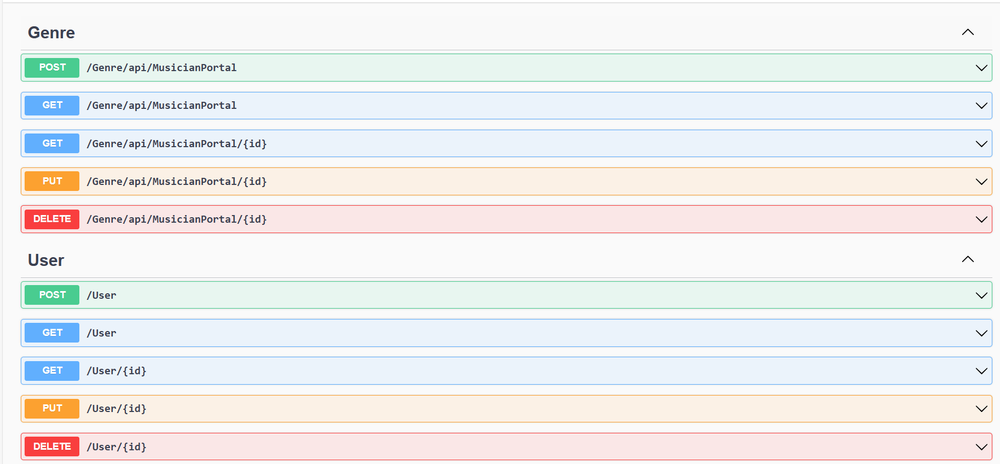 Genre
POST /Genre/api/MusicianPortal
GET /Genre/api/MusicianPortal
GET /Genre/api/MusicianPortal/{id}
PUT /Genre/api/MusicianPortal/{id}
DELETE /Genre/api/MusicianPortal/{id}
User
POST /User
GET /User
GET /User/{id}
PUT /User/{id}
DELETE /User/{id}